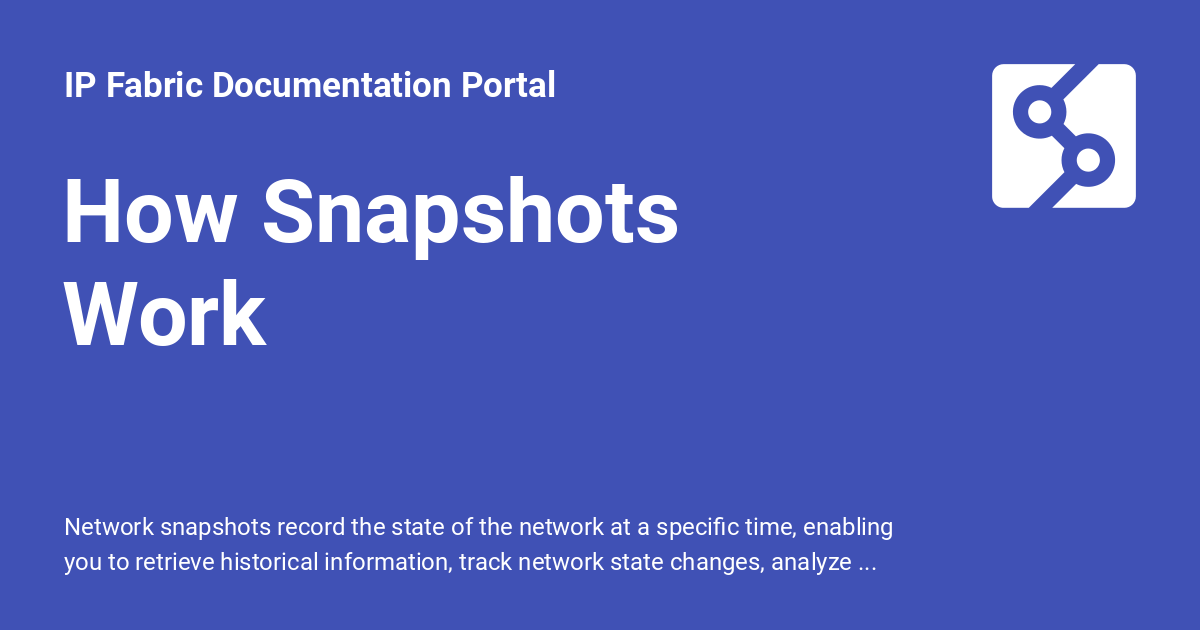 IP Fabric Documentation Portal
How Snapshots
Work
Network snapshots record the state of the network at a specific time, enabling
you to retrieve historical information, track network state changes, analyze ...